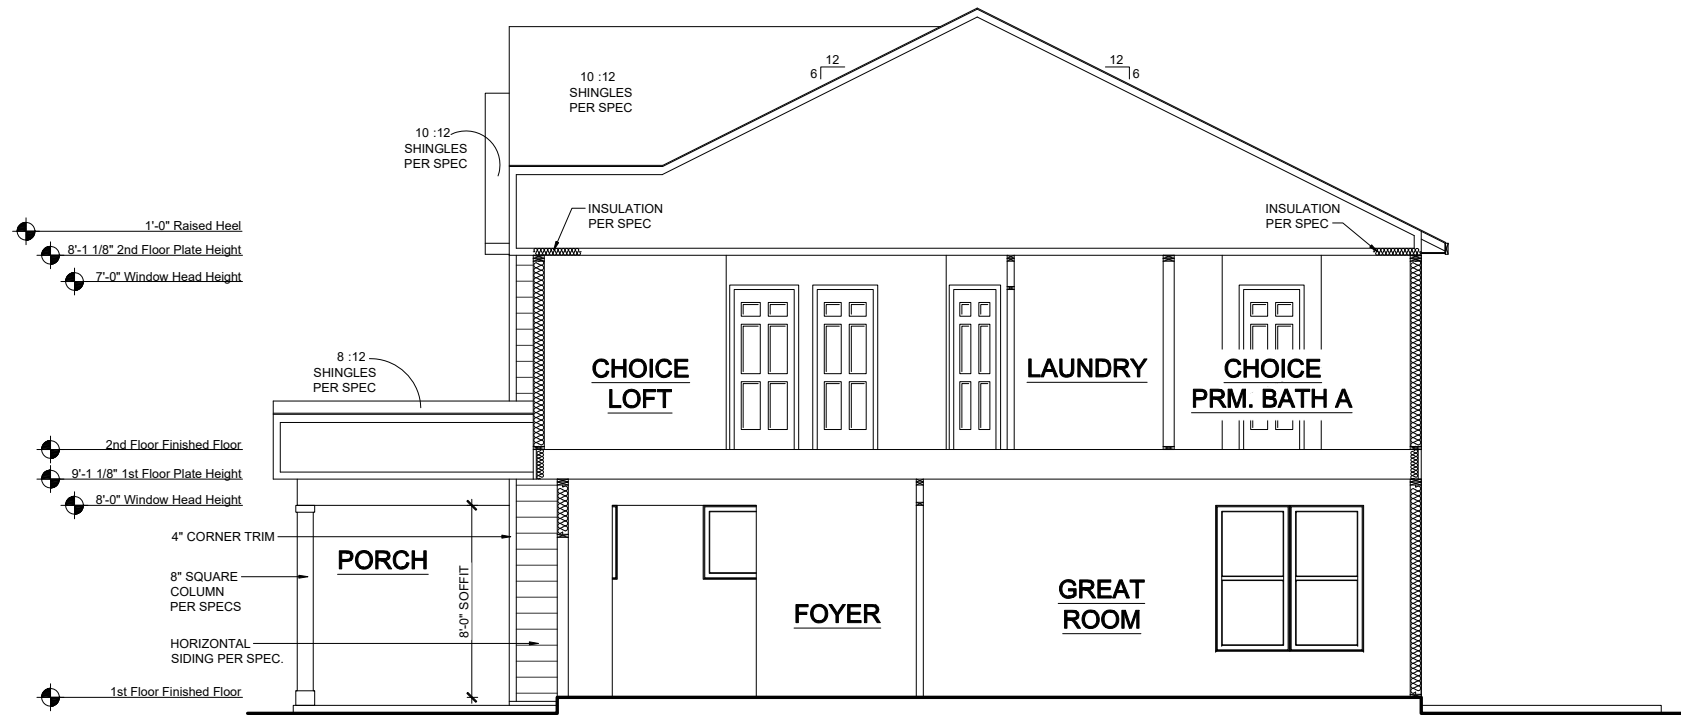 12
6
12
6
10 :12
SHINGLES
PER SPEC
10 :12
SHINGLES
PER SPEC
INSULATION
PER SPEC
INSULATION
PER SPEC
1'-0" Raised Heel
8'-1 1/8" 2nd Floor Plate Height
7'-0" Window Head Height
8 :12
SHINGLES
PER SPEC
CHOICE
LOFT
LAUNDRY
CHOICE
PRM. BATH A
2nd Floor Finished Floor
9'-1 1/8" 1st Floor Plate Height
8'-0" Window Head Height
4" CORNER TRIM
PORCH
8" SQUARE
COLUMN
PER SPECS
8'-0" SOFFIT
FOYER
GREAT
ROOM
HORIZONTAL
SIDING PER SPEC.
1st Floor Finished Floor